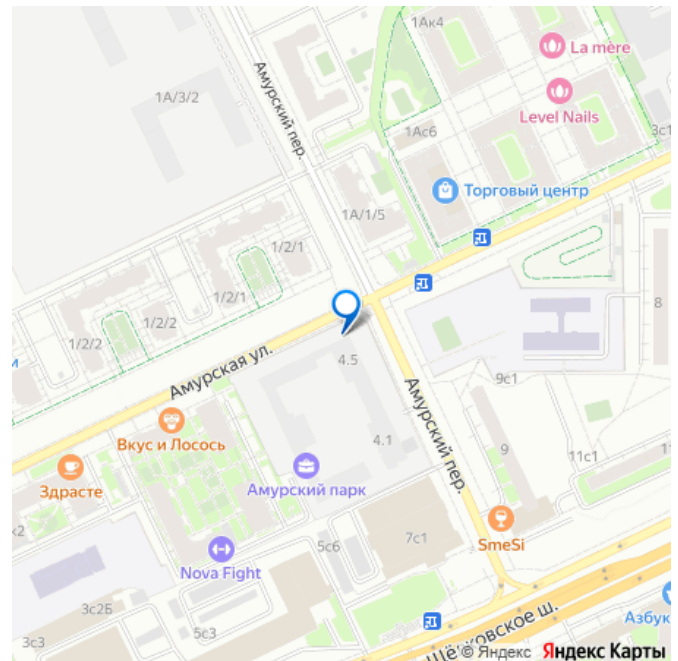 1Ак4
La mere
Level Nails
1А/3/2
Амурский пер.
1Ас6
3с1
Торговый центр
1А/1/5
1/2/1
1/2/1
1/2/2
1/2/2
и
8
Амурская ул.
4.5
9с1
Амурский пер.
Вкус и Лосось
4.1
9
11с1
11
Здрасте
Амурский парк
к2
SmeSi
7с1
5с6
Nova Fight
3с2Б
3с3
5с3
Щёлковское ш.
Азбук
© Яндекс Яндекс Карты